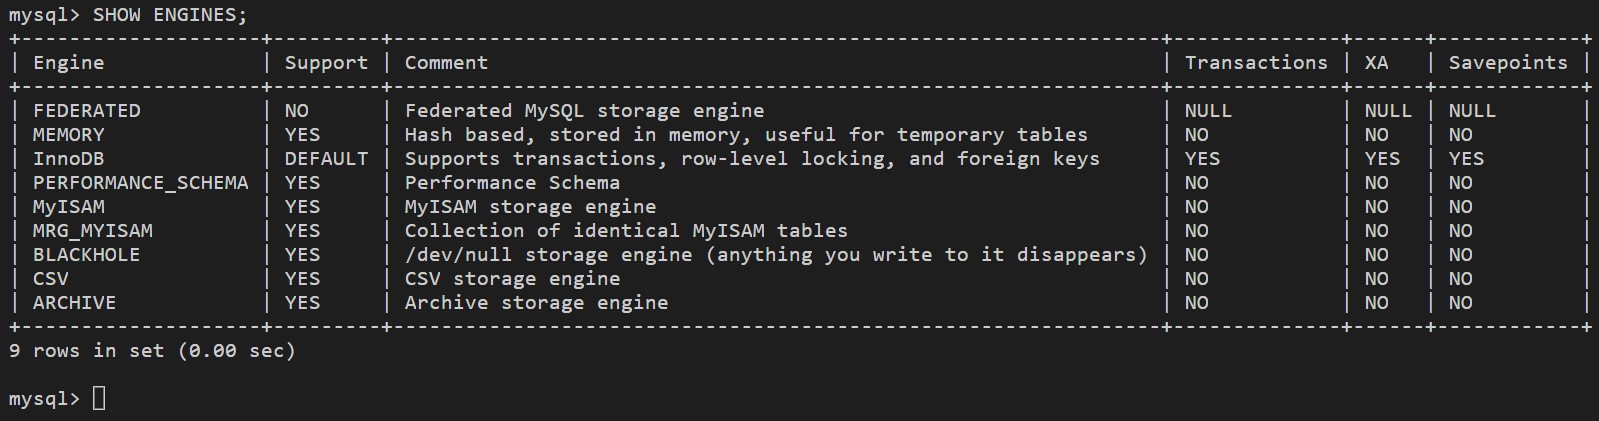 mysql> SHOW ENGINES;
+--------------------+---------+----------------------------------------------------------------+--------------+------+------------+
| Engine             | Support | Comment                                                        | Transactions | XA   | Savepoints |
+--------------------+---------+----------------------------------------------------------------+--------------+------+------------+
| FEDERATED          | NO      | Federated MySQL storage engine                                 | NULL         | NULL | NULL       |
| MEMORY             | YES     | Hash based, stored in memory, useful for temporary tables      | NO           | NO   | NO         |
| InnoDB             | DEFAULT | Supports transactions, row-level locking, and foreign keys     | YES          | YES  | YES        |
| PERFORMANCE_SCHEMA | YES     | Performance Schema                                             | NO           | NO   | NO         |
| MyISAM             | YES     | MyISAM storage engine                                          | NO           | NO   | NO         |
| MRG_MYISAM         | YES     | Collection of identical MyISAM tables                          | NO           | NO   | NO         |
| BLACKHOLE          | YES     | /dev/null storage engine (anything you write to it disappears) | NO           | NO   | NO         |
| CSV                | YES     | CSV storage engine                                             | NO           | NO   | NO         |
| ARCHIVE            | YES     | Archive storage engine                                         | NO           | NO   | NO         |
+--------------------+---------+----------------------------------------------------------------+--------------+------+------------+
9 rows in set (0.00 sec)
mysql>